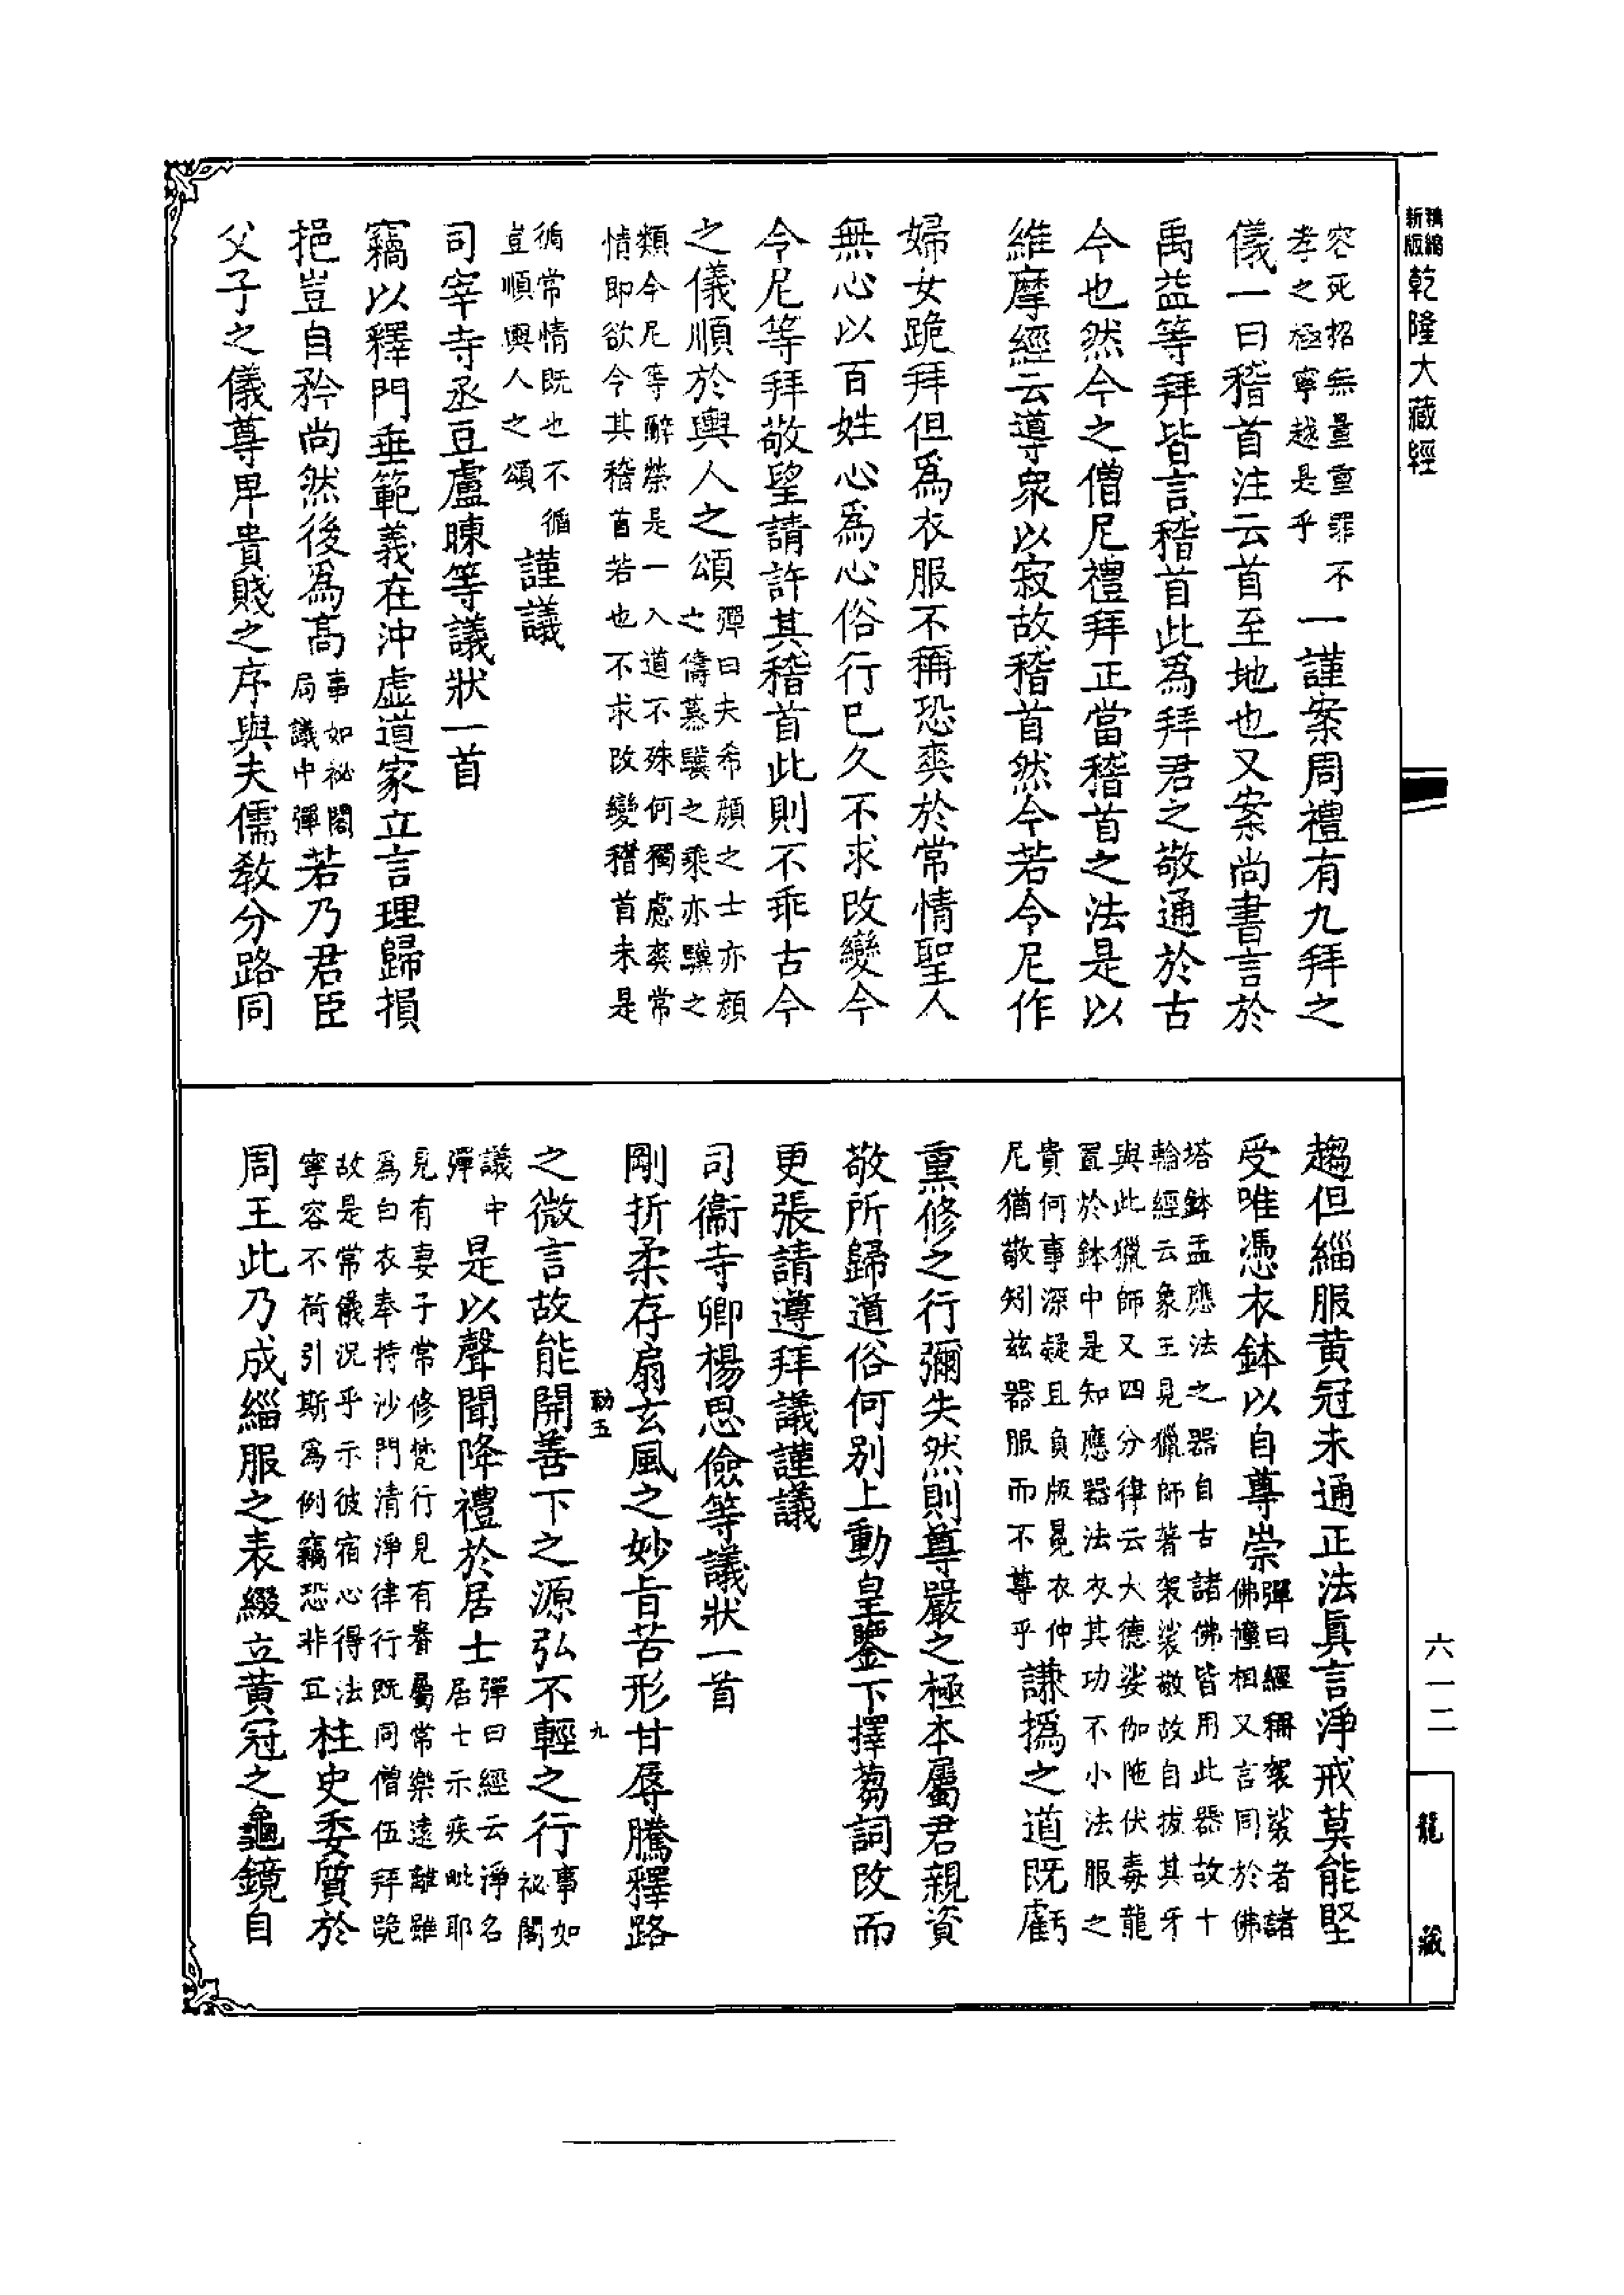 新版精縮乾隆大藏經
容死招無量重罪不
孝之極寧越是乎
一謹案周禮有九拜之
儀一曰稽首注云首至地也又案尚書言於
禹益等拜皆言稽首此爲拜君之敬通於古
今也然今之僧尼禮拜正當稽首之法是以
維摩經云導衆以寂故稽首然今若令尼作
婦女跪拜但爲衣服不稱恐爽於常情聖人
無心以百姓心爲心俗行已久不求改變今
令尼等拜敬望請許其稽首此則不乖古今
之儀順於輿人之頌
彈曰夫希顔之士亦顔
之儔慕驥之乘亦驥之
類今尼等辭榮是一入道不殊何獨慮爽常
情即欲令其稽首若也不求改變稽首未是
循常情既也不循
豈順輿人之頌
謹議
司宰寺丞豆盧暕等議狀一首
竊以釋門垂範義在沖虛道家立言理歸損
挹豈自矜尚然後爲高
事如祕閣
局議中彈
若乃君臣
父子之儀尊卑貴賤之序與夫儒教分路同
趨但緇服黄冠未通正法眞言淨戒莫能堅
受唯憑衣鉢以自尊崇
彈曰經稱袈裟者諸
佛幢相又言同於佛
塔鉢盂應法之器自古諸佛皆用此器故十
輪經云象王見獵師著袈裟敬故自拔其牙
與此獵師又四分律云大德娑伽陁伏毒龍
置於鉢中是知應器法衣其功不小法服之
貴何事深疑且負版冕衣仲
尼猶敬矧兹器服而不尊乎
謙撝之道既虧
熏修之行彌失然則尊嚴之極本屬君親資
敬所歸道俗何别上動皇鑒下擇芻詞改而
更張請遵拜議謹議
司衞寺卿楊思儉等議狀一首
剛折柔存扇玄風之妙旨苦形甘辱騰釋路
勒五
九
之微言故能開善下之源弘不輕之行
事如
祕閣
議中
彈
是以聲聞降禮於居士
彈曰經云淨名
居士示疾毗耶
見有妻子常修梵行見有眷屬常樂遠離雖
爲白衣奉持沙門清淨律行既同僧伍拜跪
故是常儀況乎示彼宿心得法
寧容不荷引斯爲例竊恐非宜
柱史委質於
周王此乃成緇服之表綴立黄冠之龜鏡自
六一二
龍藏